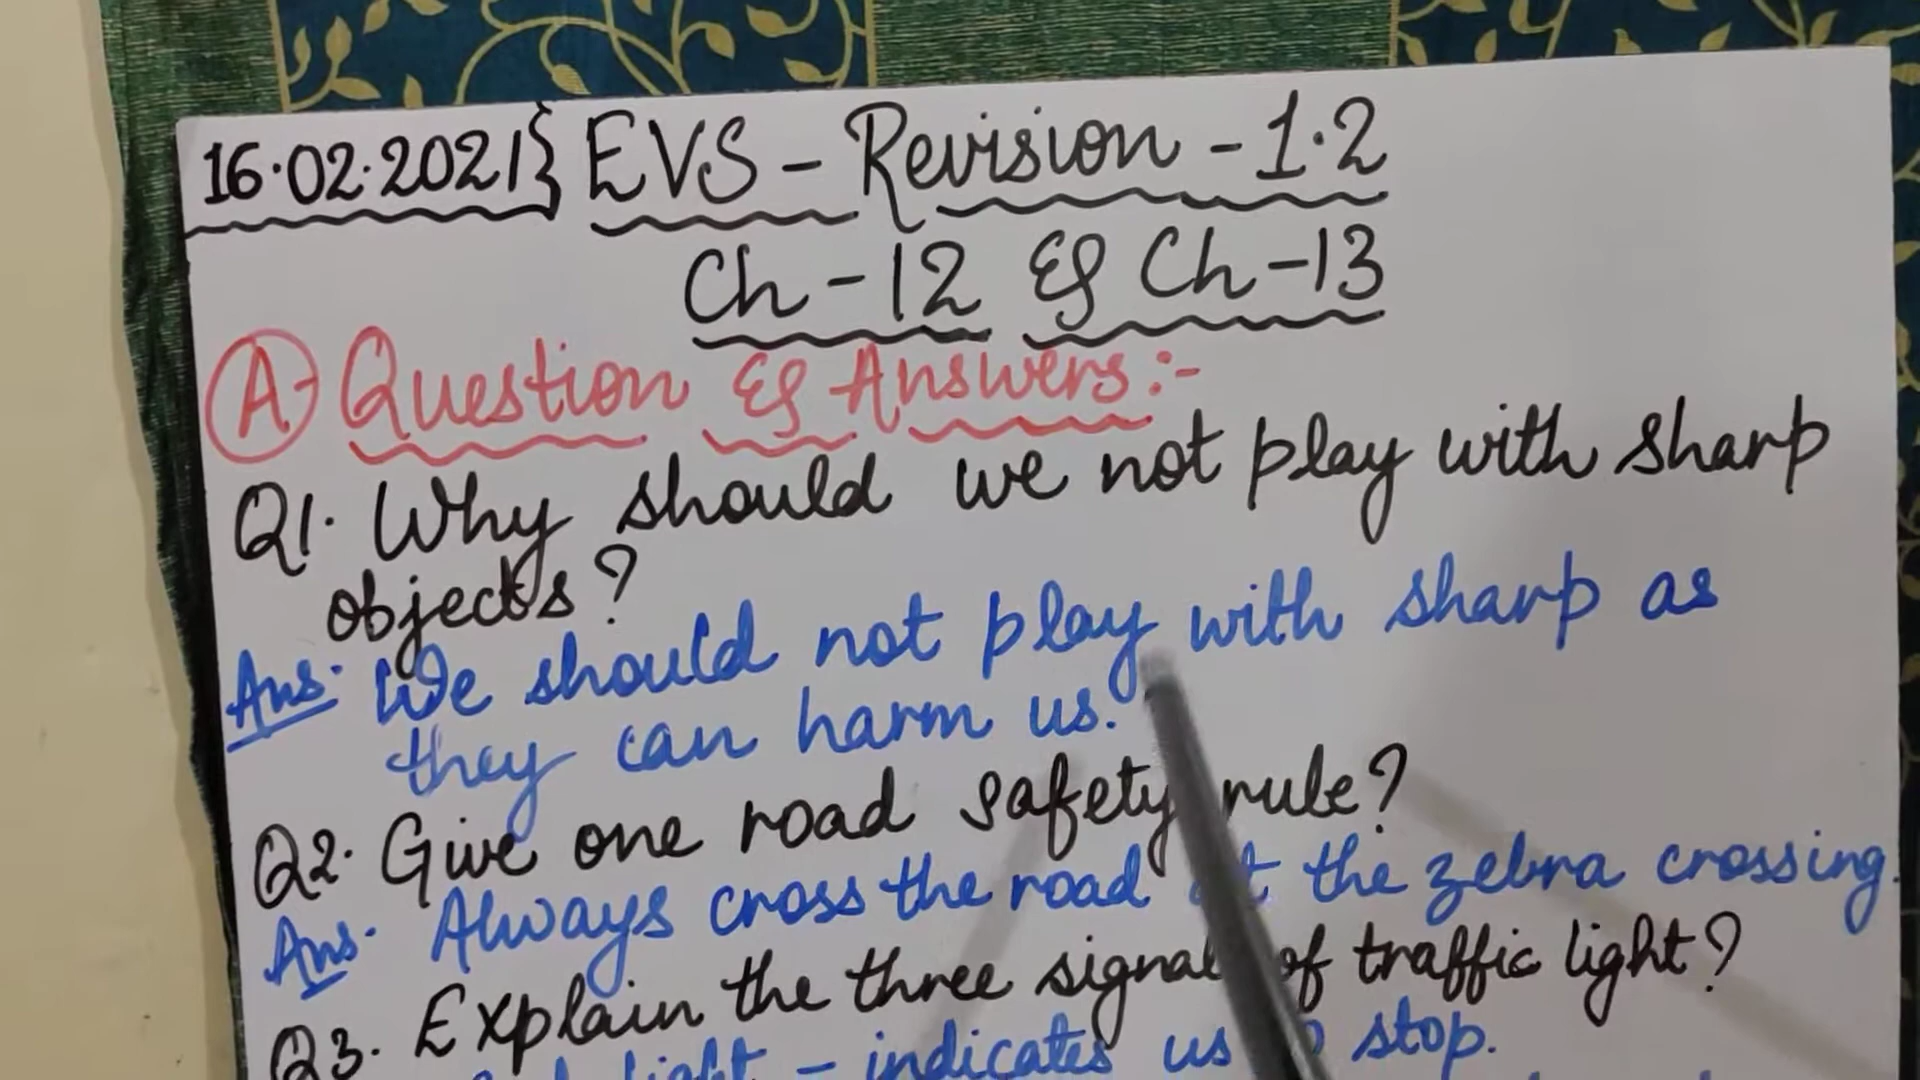 16.02.2021} EVS - Revision - 1.2
Ch - 12 & Ch - 13
A- Question & Answers:-
Q1. Why should we not play with sharp
objects?
Ans. We should not play with sharp as
they can harm us.
Q2. Give one road safety rule?
Ans. Always cross the road the zebra crossing.
Q3. Explain the three signal of traffic light?
light - indicates us stop.